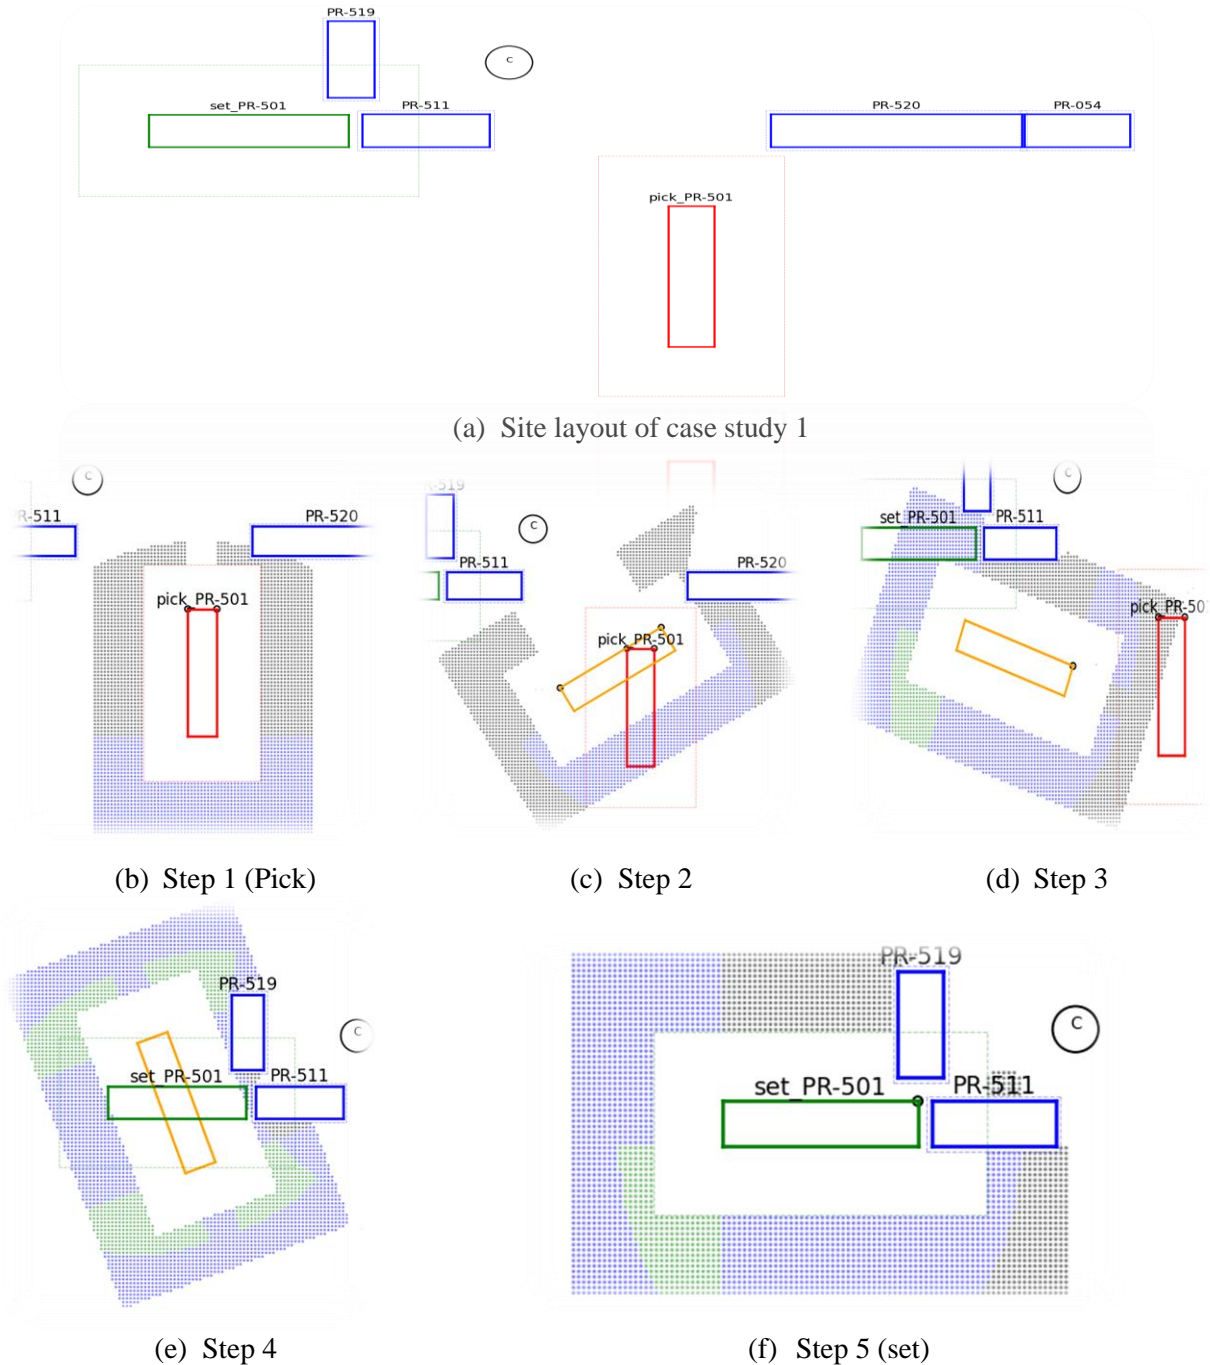 PR-519
C
set_PR-501
PR-511
PR-520
PR-054
pick_PR-501
(a) Site layout of case study 1
C
R-511
PR-520
pick_PR-501
-519
C
PR-511
PR-520
pick_PR-501
C
set_PR-501
PR-511
pick_PR-50
(b) Step 1 (Pick)
(c) Step 2
(d) Step 3
PR-519
C
set_PR-501
PR-511
PR-519
C
set_PR-501
PR-511
(e) Step 4
(f) Step 5 (set)